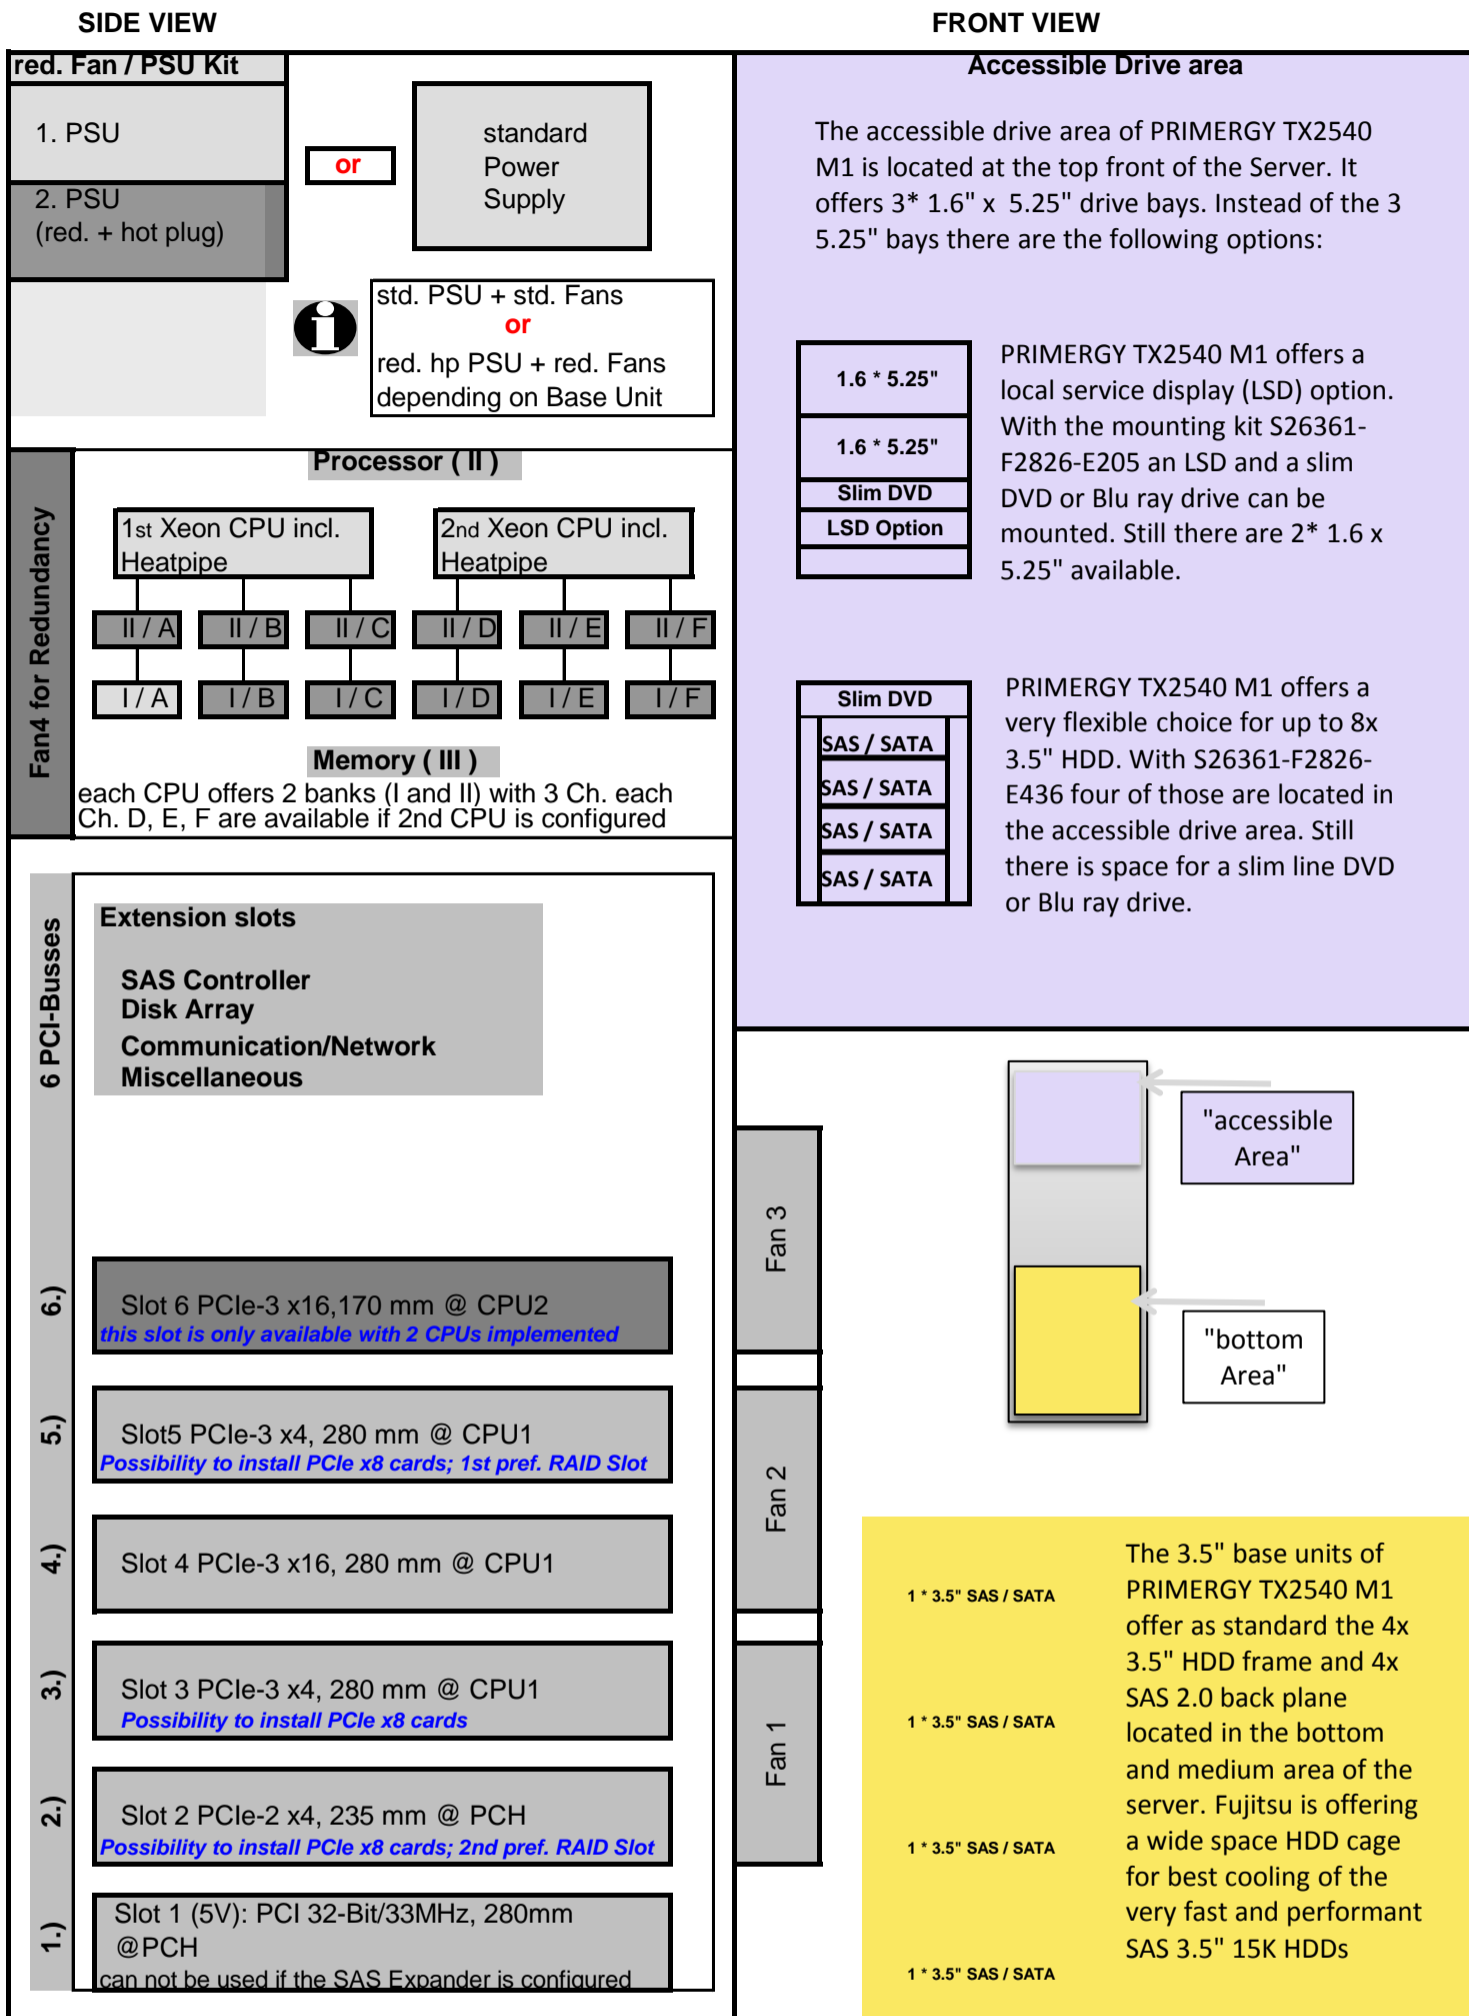 SIDE VIEW
FRONT VIEW
red. Fan / PSU Kit
1. PSU
2. PSU
(red. + hot plug)
or
standard
Power
Supply
std. PSU + std. Fans
or
red. hp PSU + red. Fans
depending on Base Unit
Fan4 for Redundancy
Processor ( II )
1st Xeon CPU incl.
Heatpipe
2nd Xeon CPU incl.
Heatpipe
II / A
II / B
II / C
II / D
II / E
II / F
I / A
I / B
I / C
I / D
I / E
I / F
Memory ( III )
each CPU offers 2 banks (I and II) with 3 Ch. each
Ch. D, E, F are available if 2nd CPU is configured
6 PCI-Busses
Extension slots
SAS Controller
Disk Array
Communication/Network
Miscellaneous
6.)
Slot 6 PCIe-3 x16,170 mm @ CPU2
this slot is only available with 2 CPUs implemented
5.)
Slot5 PCIe-3 x4, 280 mm @ CPU1
Possibility to install PCIe x8 cards; 1st pref. RAID Slot
4.)
Slot 4 PCIe-3 x16, 280 mm @ CPU1
3.)
Slot 3 PCIe-3 x4, 280 mm @ CPU1
Possibility to install PCIe x8 cards
2.)
Slot 2 PCIe-2 x4, 235 mm @ PCH
Possibility to install PCIe x8 cards; 2nd pref. RAID Slot
1.)
Slot 1 (5V): PCI 32-Bit/33MHz, 280mm
@PCH
can not be used if the SAS Expander is configured
Fan 3
Fan 2
Fan 1
Accessible Drive area
The accessible drive area of PRIMERGY TX2540
M1 is located at the top front of the Server. It
offers 3* 1.6" x 5.25" drive bays. Instead of the 3
5.25" bays there are the following options:
1.6 * 5.25"
1.6 * 5.25"
Slim DVD
LSD Option
PRIMERGY TX2540 M1 offers a
local service display (LSD) option.
With the mounting kit S26361-
F2826-E205 an LSD and a slim
DVD or Blu ray drive can be
mounted. Still there are 2* 1.6 x
5.25" available.
Slim DVD
SAS / SATA
SAS / SATA
SAS / SATA
SAS / SATA
PRIMERGY TX2540 M1 offers a
very flexible choice for up to 8x
3.5" HDD. With S26361-F2826-
E436 four of those are located in
the accessible drive area. Still
there is space for a slim line DVD
or Blu ray drive.
"accessible
Area"
"bottom
Area"
1 * 3.5" SAS / SATA
1 * 3.5" SAS / SATA
1 * 3.5" SAS / SATA
1 * 3.5" SAS / SATA
The 3.5" base units of
PRIMERGY TX2540 M1
offer as standard the 4x
3.5" HDD frame and 4x
SAS 2.0 back plane
located in the bottom
and medium area of the
server. Fujitsu is offering
a wide space HDD cage
for best cooling of the
very fast and performant
SAS 3.5" 15K HDDs